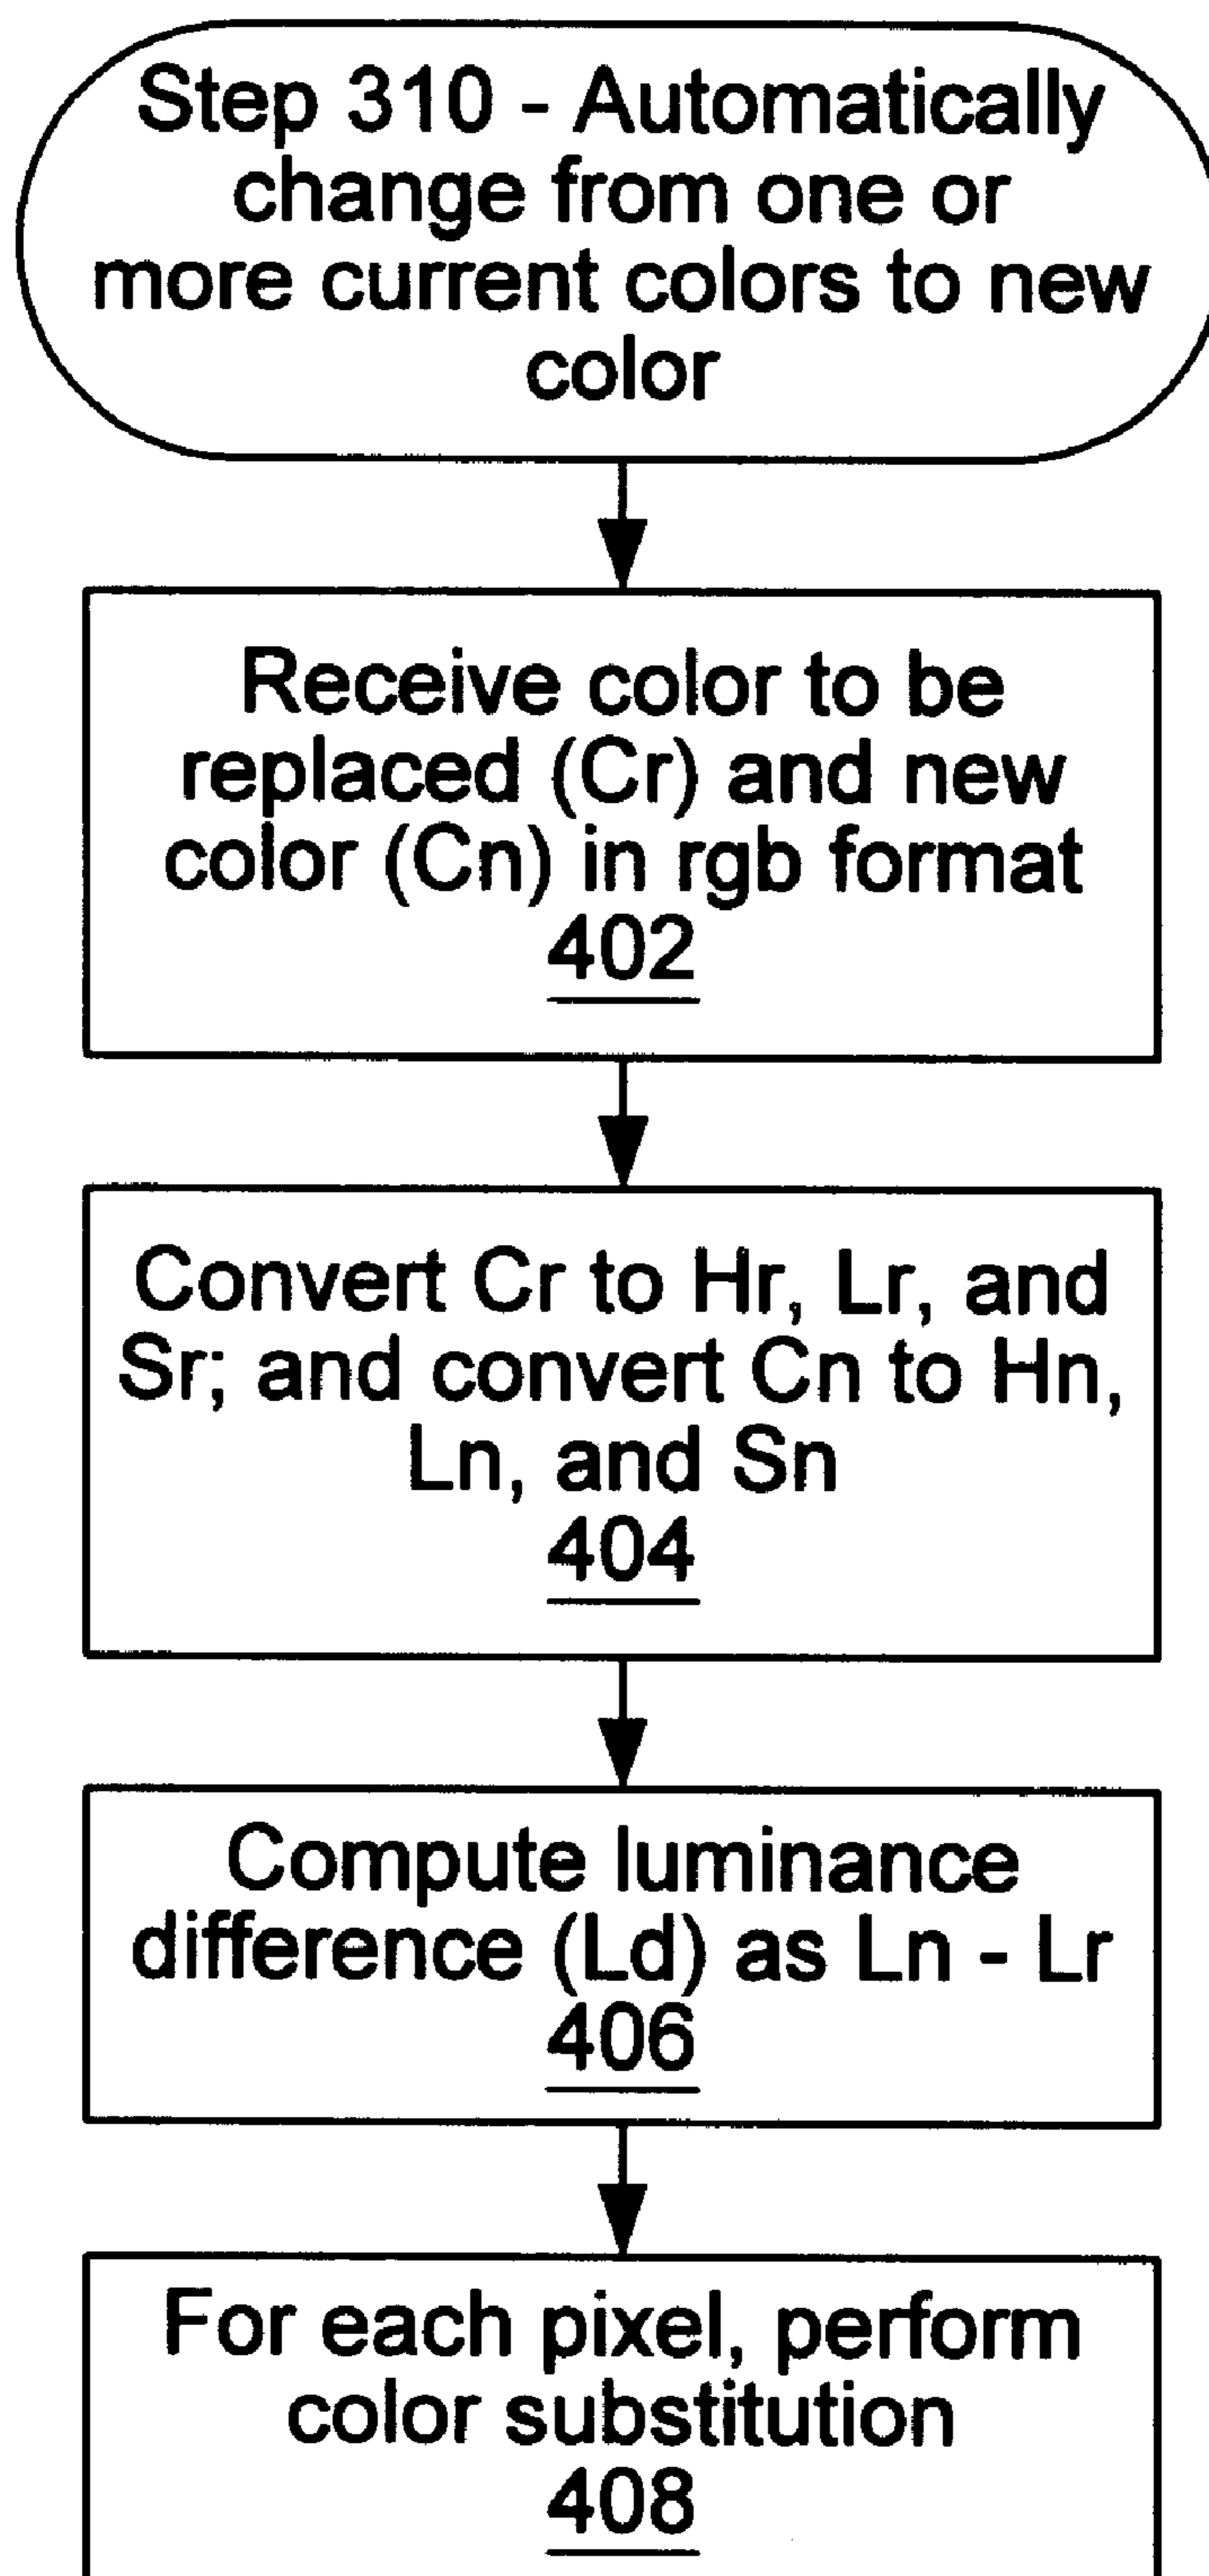 Step 310 - Automatically
change from one or
more current colors to new
color
Receive color to be
replaced (Cr) and new
color (Cn) in rgb format
402
Convert Cr to Hr, Lr, and
Sr; and convert Cn to Hn,
Ln, and Sn
404
Compute luminance
difference (Ld) as Ln - Lr
406
For each pixel, perform
color substitution
408